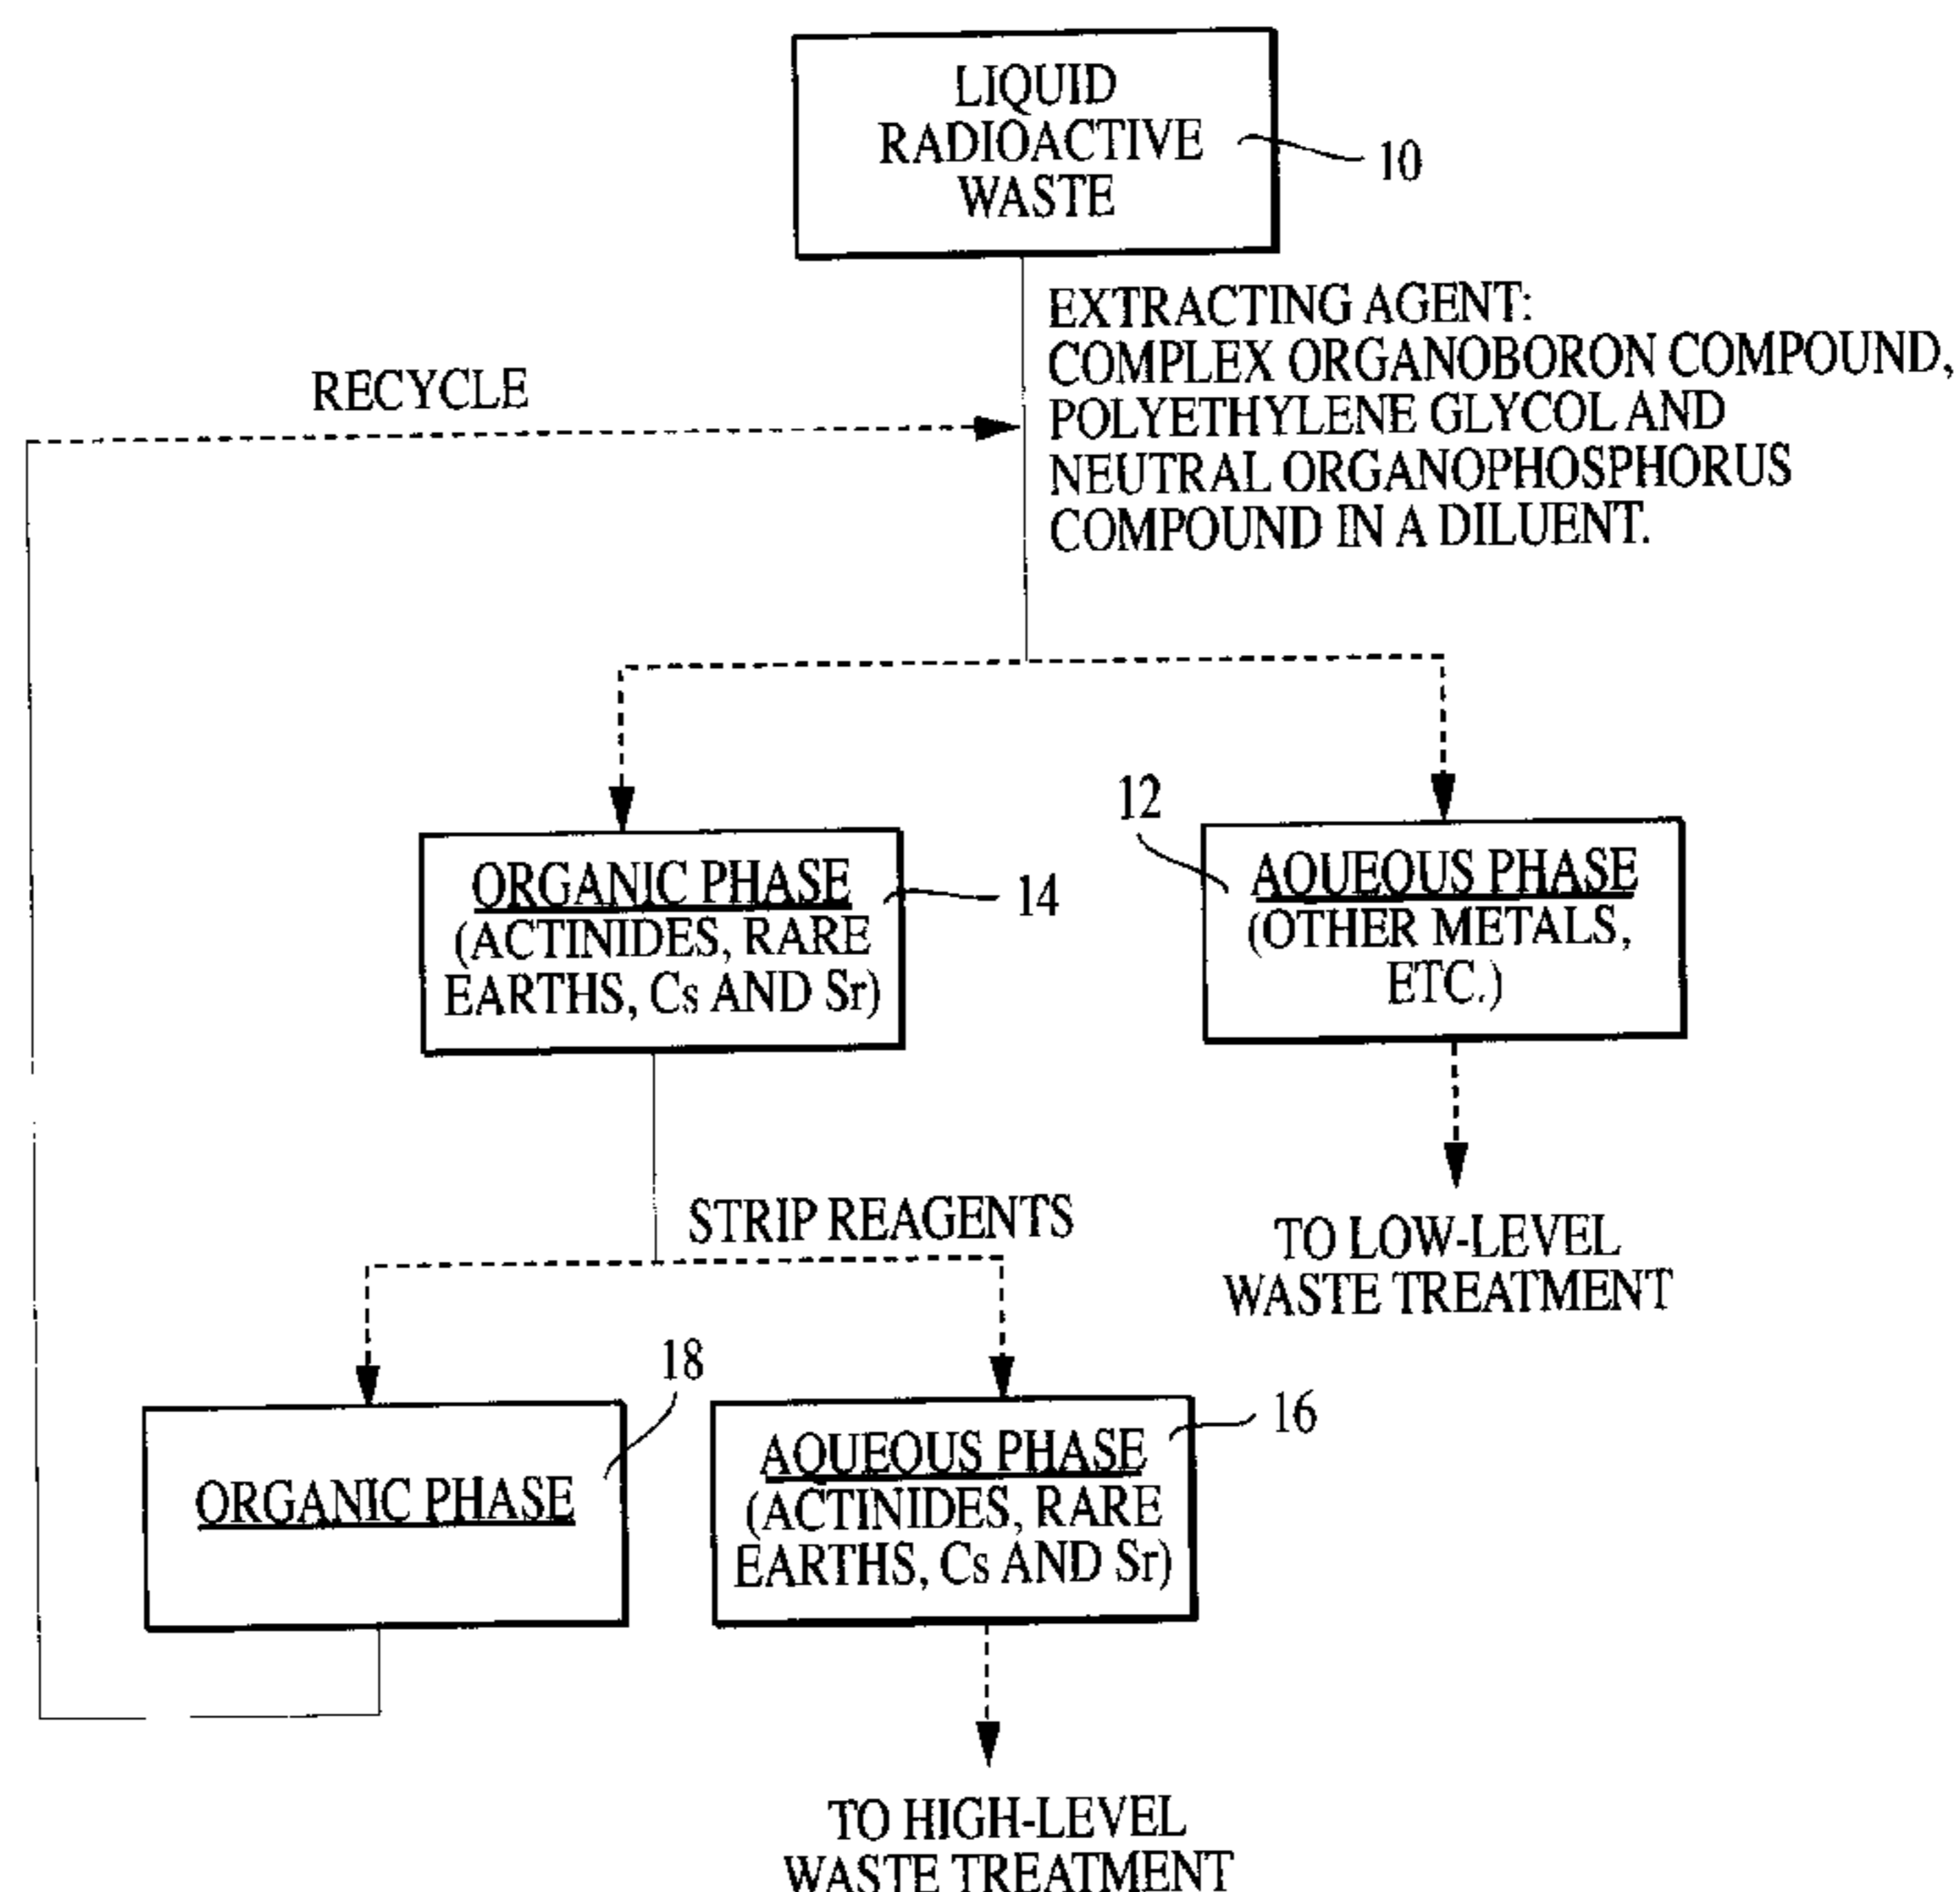 LIQUID
RADIOACTIVE
WASTE
10
EXTRACTING AGENT:
COMPLEX ORGANOBORON COMPOUND,
POLYETHYLENE GLYCOL AND
NEUTRAL ORGANOPHOSPHORUS
COMPOUND IN A DILUENT.
RECYCLE
ORGANIC PHASE
(ACTINIDES, RARE
EARTHS, Cs AND Sr)
14
12
AQUEOUS PHASE
(OTHER METALS,
ETC.)
STRIP REAGENTS
TO LOW-LEVEL
WASTE TREATMENT
18
ORGANIC PHASE
16
AQUEOUS PHASE
(ACTINIDES, RARE
EARTHS, Cs AND Sr)
TO HIGH-LEVEL
WASTE TREATMENT